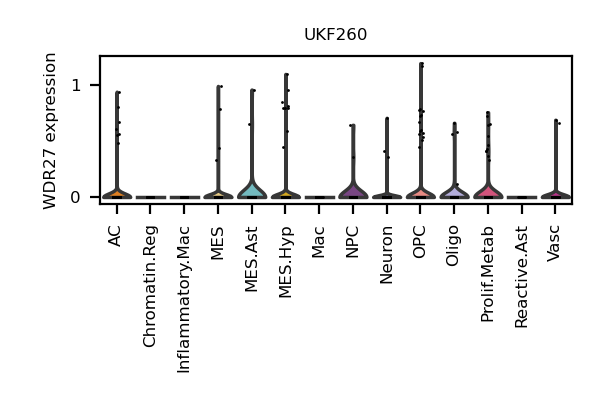 UKF260
WDR27 expression
1
0
AC
Chromatin.Reg
Inflammatory.Mac
MES
MES.Ast
MES.Hyp
Mac
NPC
Neuron
OPC
Oligo
Prolif.Metab
Reactive.Ast
Vasc